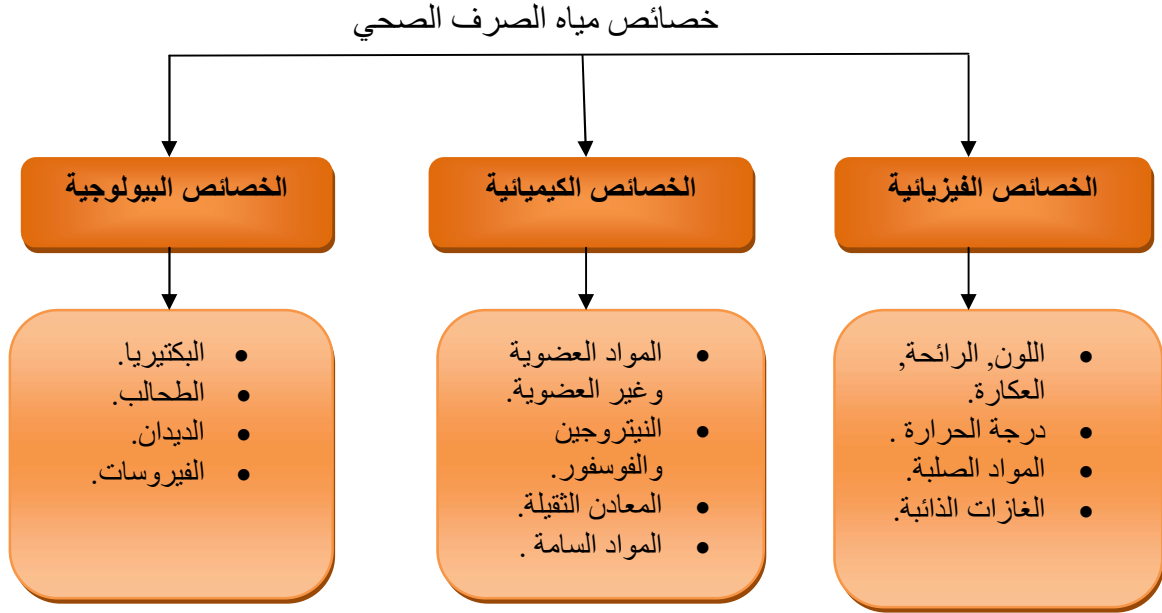 خصائص مياه الصرف الصحي
الخصائص الفيزيائية
• اللون, الرائحة,
العكارة.
• درجة الحرارة .
• المواد الصلبة.
• الغازات الذائبة.
الخصائص الكيميائية
• المواد العضوية
وغير العضوية.
• النيتروجين
والفوسفور.
• المعادن الثقيلة.
• المواد السامة .
الخصائص البيولوجية
• البكتيريا.
• الطحالب.
• الديدان.
• الفيروسات.